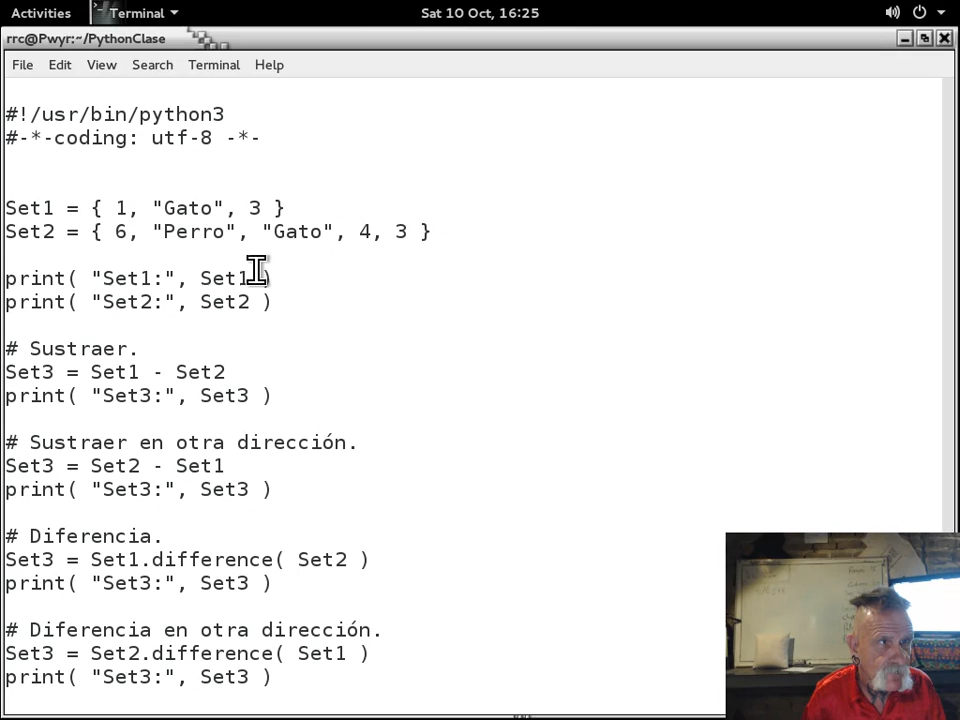 Activities
Terminal
Sat 10 Oct, 16:25
rrc@Pwyr:~/PythonClase
File Edit View Search Terminal Help
#!/usr/bin/python3
#-*-coding: utf-8 -*-
Set1 = { 1, "Gato", 3 }
Set2 = { 6, "Perro", "Gato", 4, 3 }
print( "Set1:", Set1 )
print( "Set2:", Set2 )
# Sustraer.
Set3 = Set1 - Set2
print( "Set3:", Set3 )
# Sustraer en otra dirección.
Set3 = Set2 - Set1
print( "Set3:", Set3 )
# Diferencia.
Set3 = Set1.difference( Set2 )
print( "Set3:", Set3 )
# Diferencia en otra dirección.
Set3 = Set2.difference( Set1 )
print( "Set3:", Set3 )